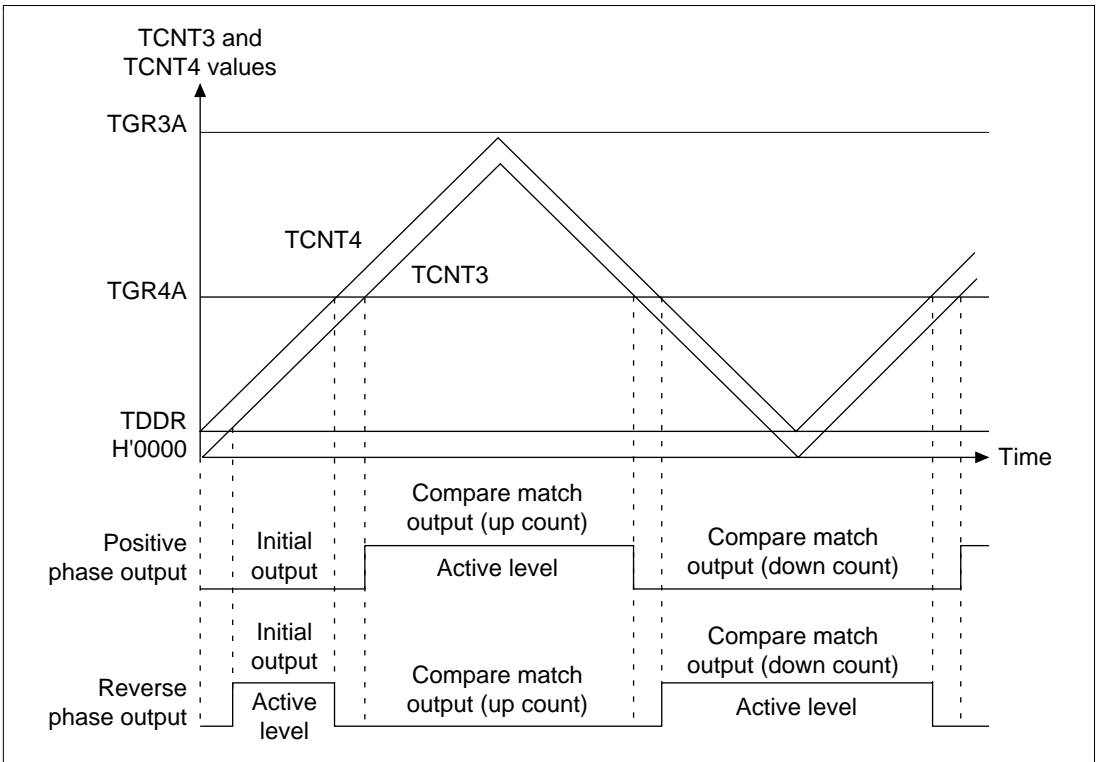 TCNT3 and
TCNT4 values
TGR3A
TCNT4
TCNT3
TGR4A
TDDR
H'0000
Time
Compare match
output (up count)
Positive
phase output
Initial
output
Active level
Compare match
output (down count)
Initial
output
Compare match
output (down count)
Reverse
phase output
Active
level
Compare match
output (up count)
Active level